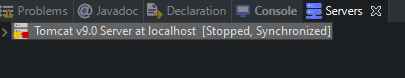 Problems @ Javadoc Declaration Console Servers
Tomcat v9.0 Server at localhost [Stopped, Synchronized]